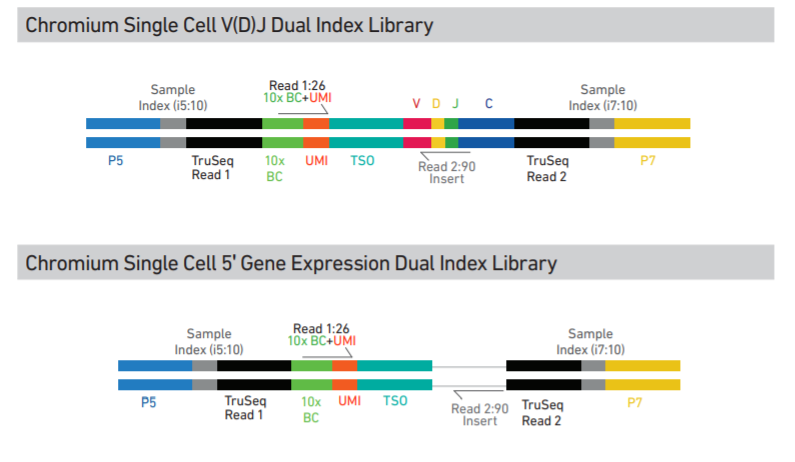 Chromium Single Cell V(D)J Dual Index Library
Sample
Index (i5:10)
Read 1:26
10x BC+UMI
V D J C
Sample
Index (i7:10)
P5
TruSeq
Read 1
10x
BC
UMI
TSO
Read 2:90
Insert
TruSeq
Read 2
P7
Chromium Single Cell 5' Gene Expression Dual Index Library
Sample
Index (i5:10)
Read 1:26
10x BC+UMI
Sample
Index (i7:10)
P5
TruSeq
Read 1
10x
BC
UMI
TSO
Read 2:90
Insert
TruSeq
Read 2
P7